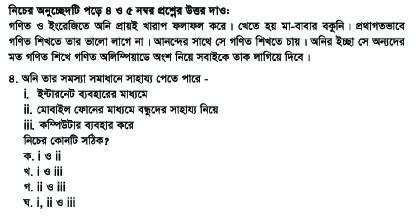 নিচের অনুচ্ছেদটি পড়ে ৪ ও ৫ নম্বর প্রশ্নের উত্তর দাও:
গণিত ও ইংরেজিতে অনি প্রায়ই খারাপ ফলাফল করে । খেতে হয় মা-বাবার বকুনি । প্রথাগতভাবে
গণিত শিখতে তার ভালো লাগে না । আনন্দের সাথে সে গণিত শিখতে চায় । অনির ইচ্ছা সে অন্যদের
মত গণিত শিখে গণিত অলিম্পিয়াডে অংশ নিয়ে সবাইকে তাক লাগিয়ে দিবে ।
৪. অনি তার সমস্যা সমাধানে সাহায্য পেতে পারে -
i. ইন্টারনেট ব্যবহারের মাধ্যমে
ii. মোবাইল ফোনের মাধ্যমে বন্ধুদের সাহায্য নিয়ে
iii. কম্পিউটার ব্যবহার করে
নিচের কোনটি সঠিক?
ক. i ও ii
খ. i ও iii
গ. ii ও iii
ঘ. i, ii ও iii